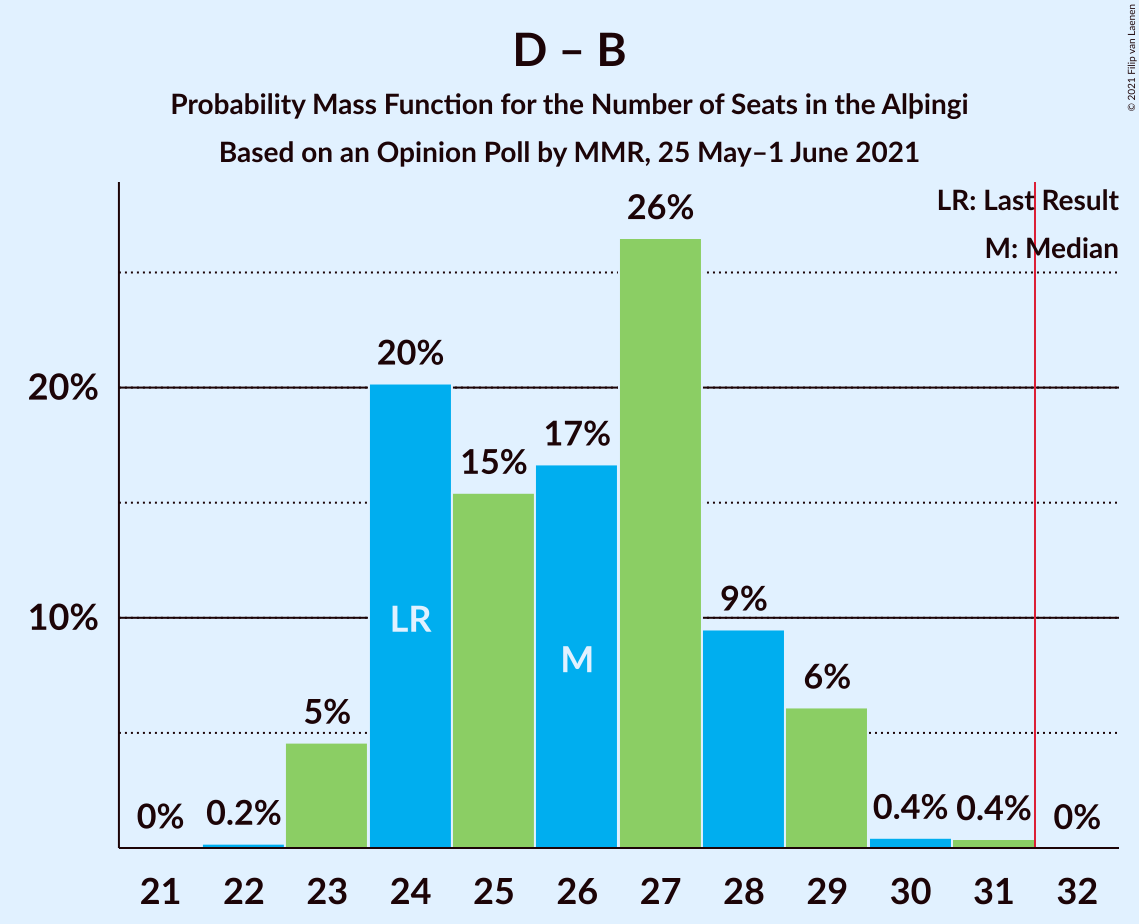 D – B
Probability Mass Function for the Number of Seats in the Alþingi
Based on an Opinion Poll by MMR, 25 May–1 June 2021
© 2021 Filip van Laenen
LR: Last Result
M: Median
26%
20%
20%
17%
15%
10%
LR
9%
M
6%
5%
0%
0.2%
0.4%
0.4%
0%
21 22 23 24 25 26 27 28 29 30 31 32